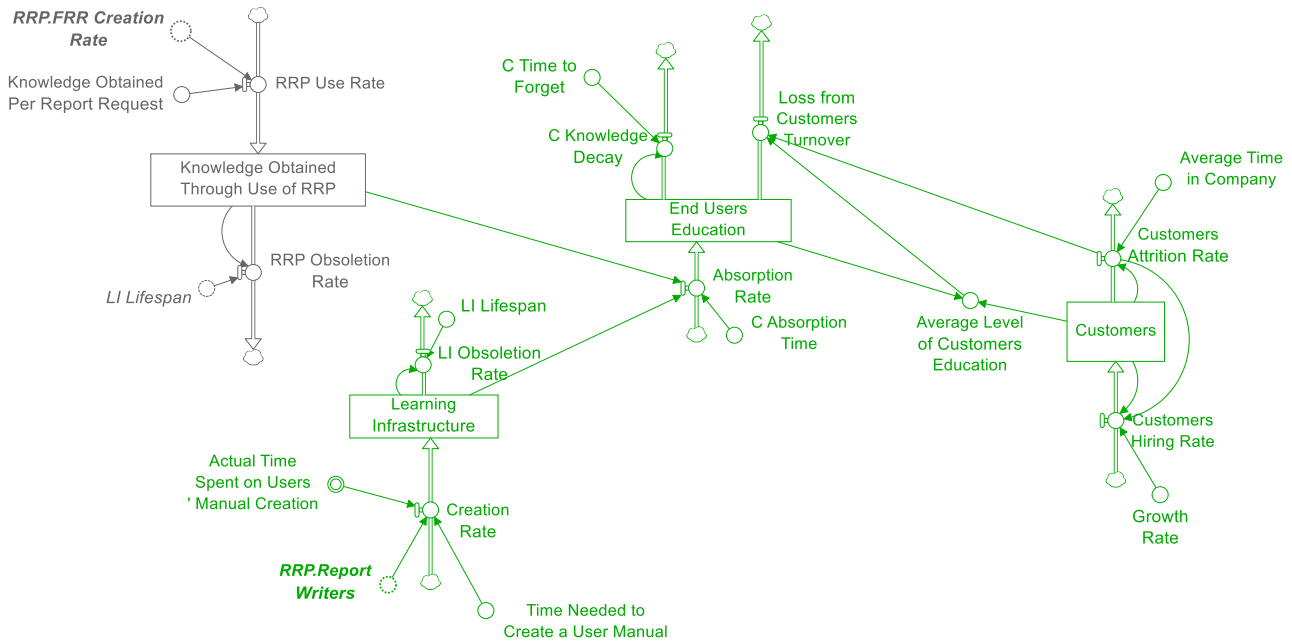 RRP.FRR Creation
Rate
Knowledge Obtained
Per Report Request
RRP Use Rate
Knowledge Obtained
Through Use of RRP
RRP Obsoletion
Rate
LI Lifespan
C Time to
Forget
C Knowledge
Decay
Loss from
Customers
Turnover
End Users
Education
Absorption
Rate
C Absorption
Time
Average Level
of Customers
Education
Average Time
in Company
Customers
Attrition Rate
Customers
Customers
Hiring Rate
Growth
Rate
LI Lifespan
LI Obsoletion
Rate
Learning
Infrastructure
Actual Time
Spent on Users
' Manual Creation
Creation
Rate
RRP.Report
Writers
Time Needed to
Create a User Manual